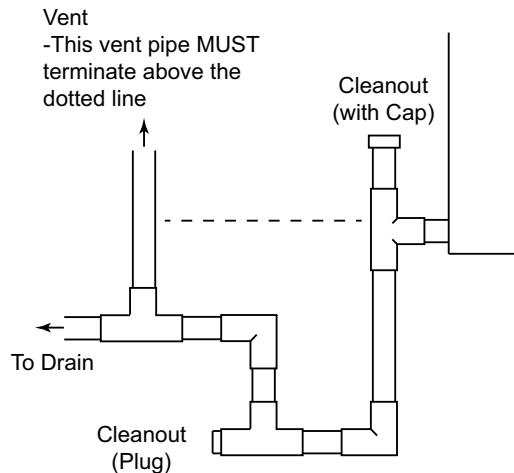 Vent
-This vent pipe MUST
terminate above the
dotted line
Cleanout
(with Cap)
To Drain
Cleanout
(Plug)